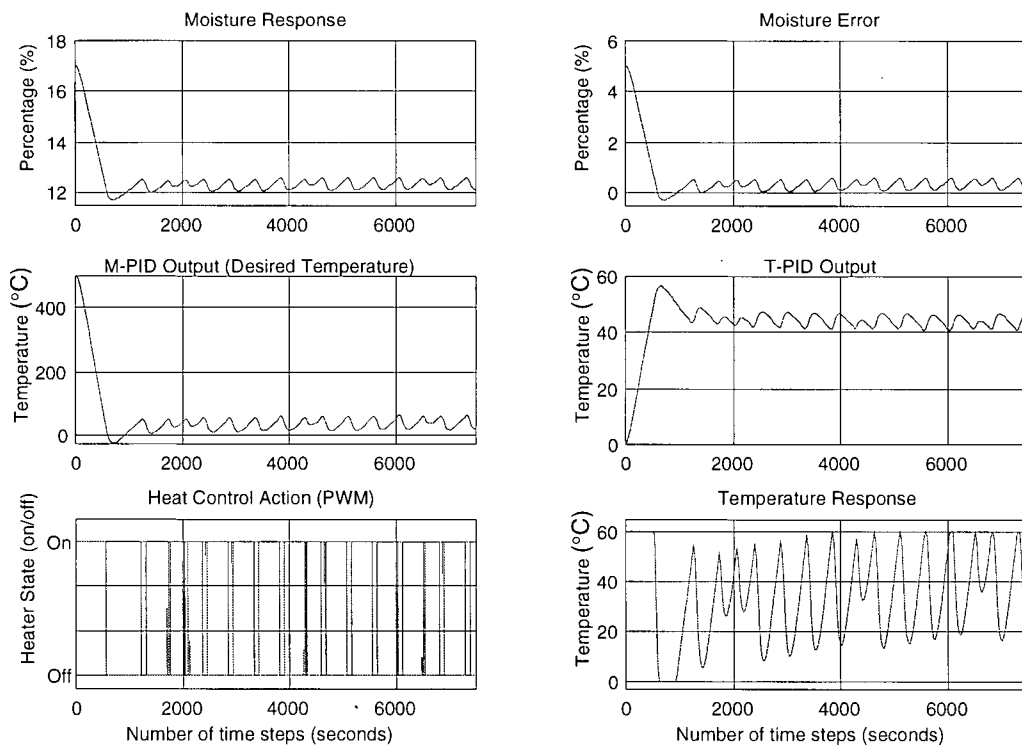 Moisture Response
Percentage (%)
18
16
14
12
0 2000 4000 6000
Moisture Error
Percentage (%)
6
4
2
0
0 2000 4000 6000
M-PID Output (Desired Temperature)
Temperature (°C)
400
200
0
0 2000 4000 6000
T-PID Output
Temperature (°C)
60
40
20
0
0 2000 4000 6000
Heat Control Action (PWM)
Heater State (on/off)
On
Off
0 2000 4000 6000
Number of time steps (seconds)
Temperature Response
Temperature (°C)
60
40
20
0
0 2000 4000 6000
Number of time steps (seconds)